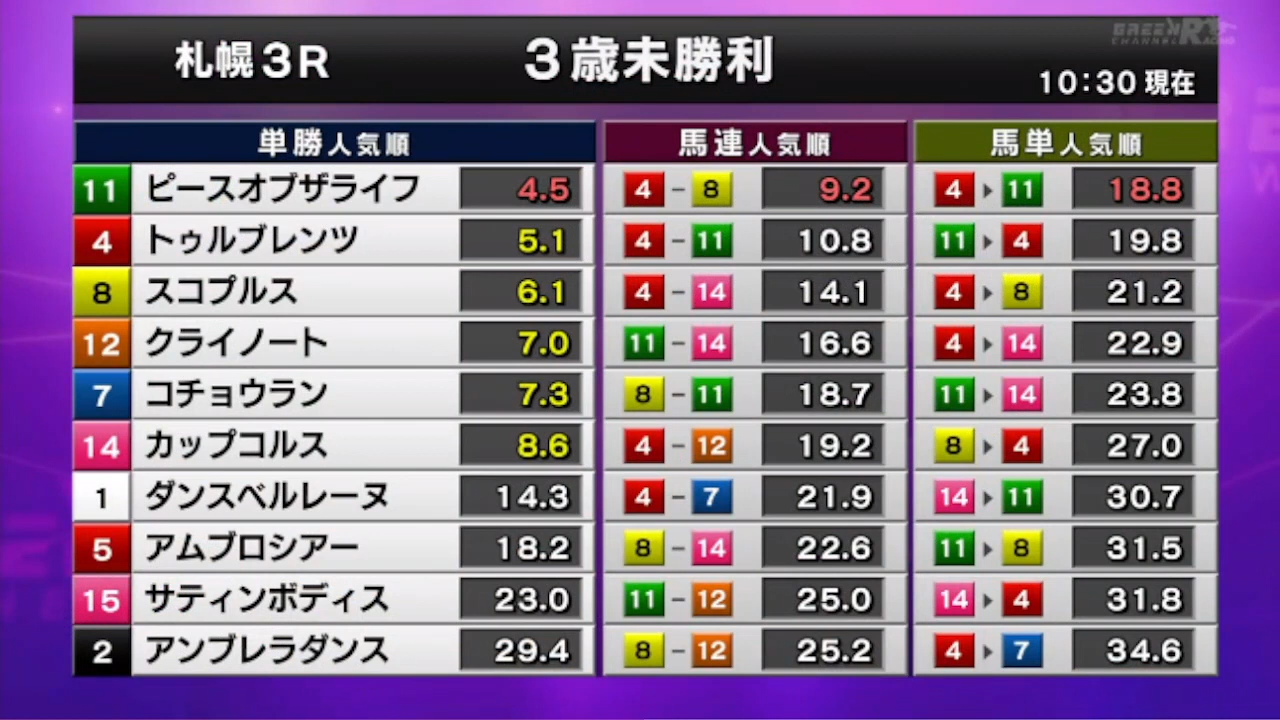 札幌3R
3歳未勝利
GREEN CHANNEL RACING
10:30 現在
単勝人気順
馬連人気順
馬単人気順
11 ピースオブザライフ 4.5 4-8 9.2 4▸11 18.8
4 トゥルブレンツ 5.1 4-11 10.8 11▸4 19.8
8 スコプルス 6.1 4-14 14.1 4▸8 21.2
12 クライノート 7.0 11-14 16.6 4▸14 22.9
7 コチョウラン 7.3 8-11 18.7 11▸14 23.8
14 カップコルス 8.6 4-12 19.2 8▸4 27.0
1 ダンスベルレーヌ 14.3 4-7 21.9 14▸11 30.7
5 アムブロシアー 18.2 8-14 22.6 11▸8 31.5
15 サティンボディス 23.0 11-12 25.0 14▸4 31.8
2 アンブレラダンス 29.4 8-12 25.2 4▸7 34.6